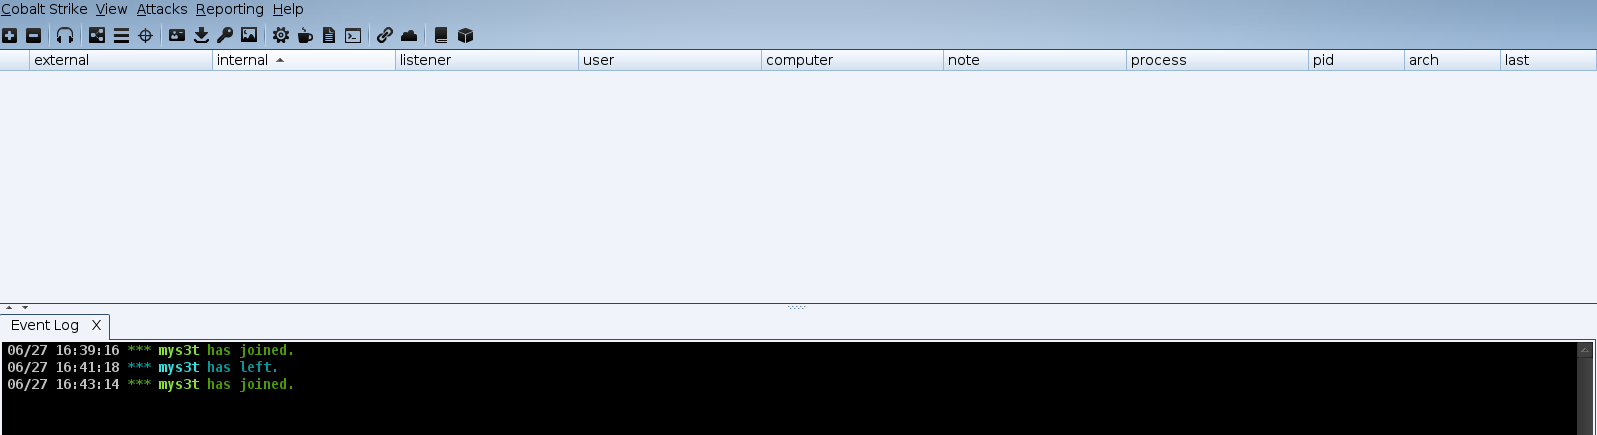 Cobalt Strike View Attacks Reporting Help
external internal listener user computer note process pid arch last
Event Log X
06/27 16:39:16 *** mys3t has joined.
06/27 16:41:18 *** mys3t has left.
06/27 16:43:14 *** mys3t has joined.